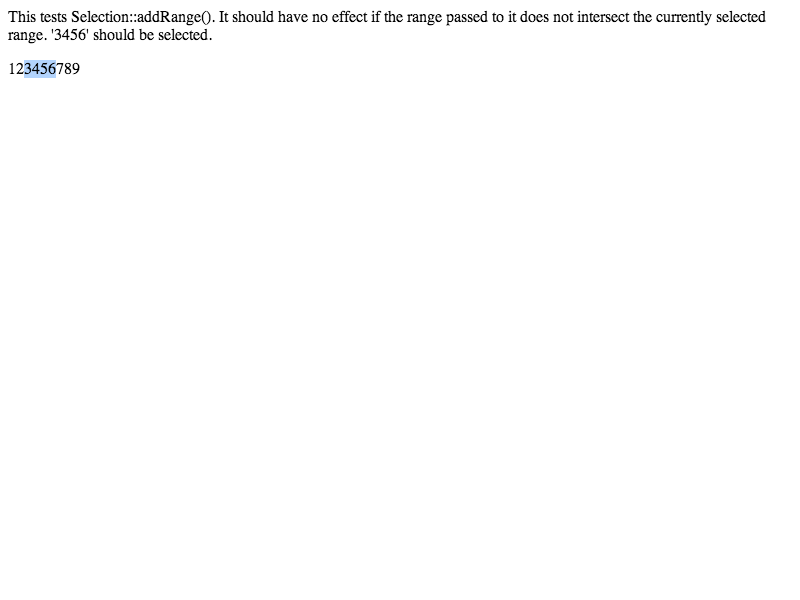 This tests Selection::addRange(). It should have no effect if the range passed to it does not intersect the currently selected
range. '3456' should be selected.
123456789